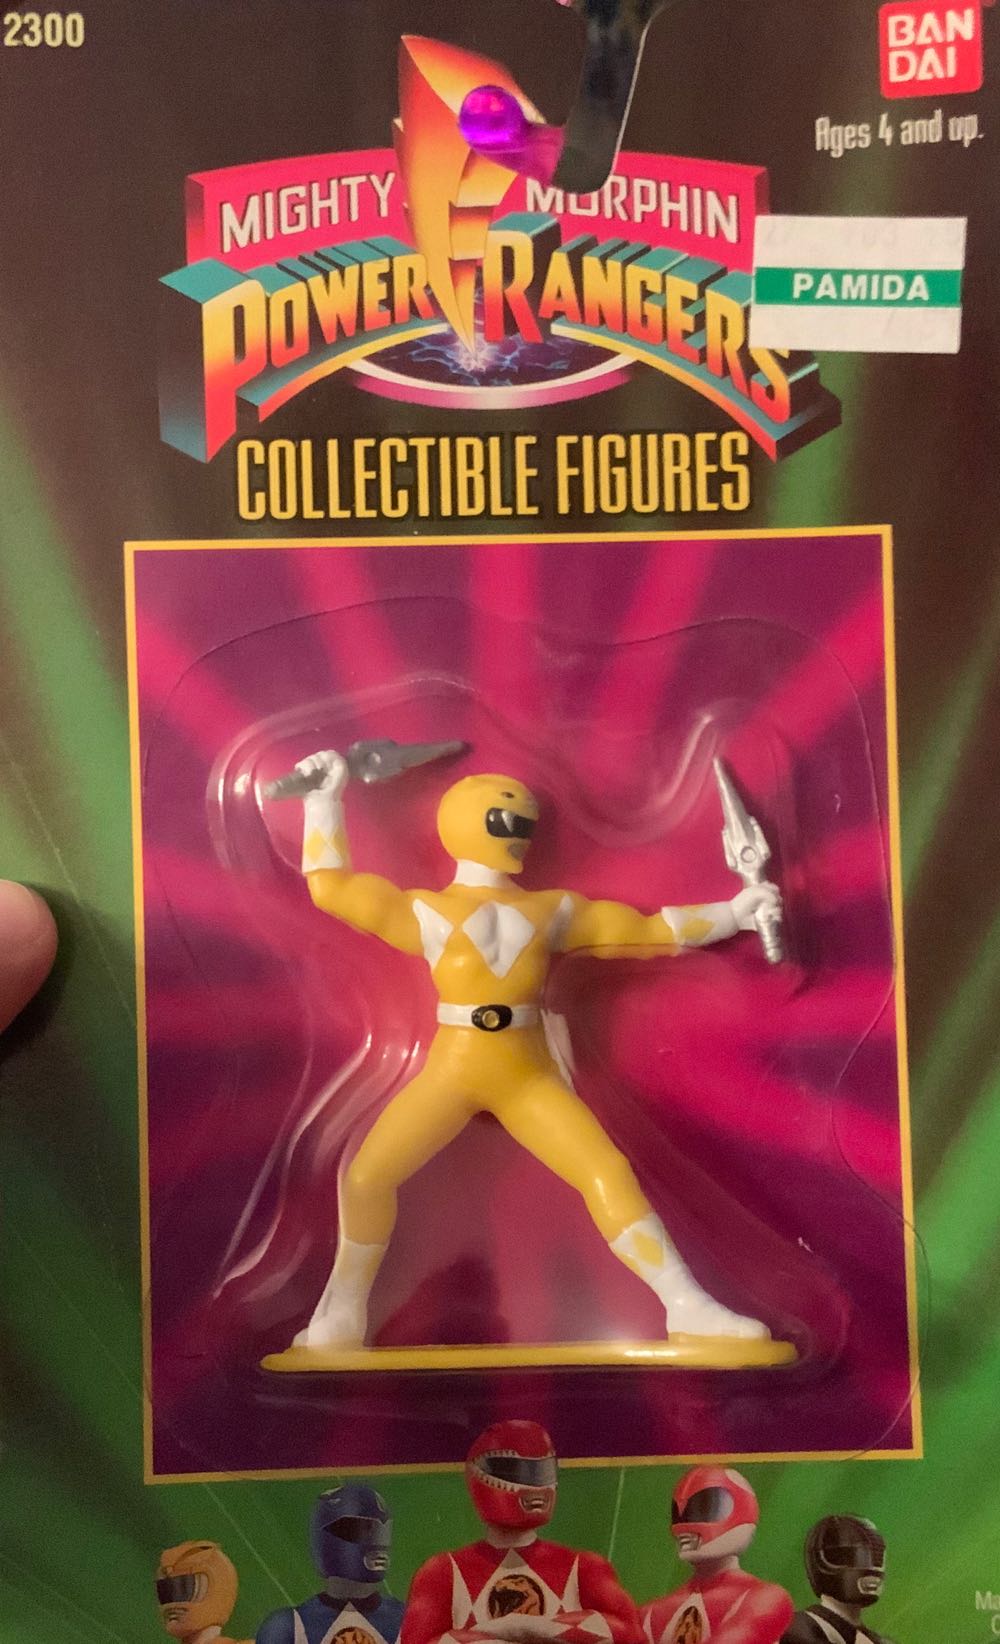 2300
BAN
DAI
Ages 4 and up.
MIGHTY MORPHIN
PAMIDA
POWER RANGERS
COLLECTIBLE FIGURES